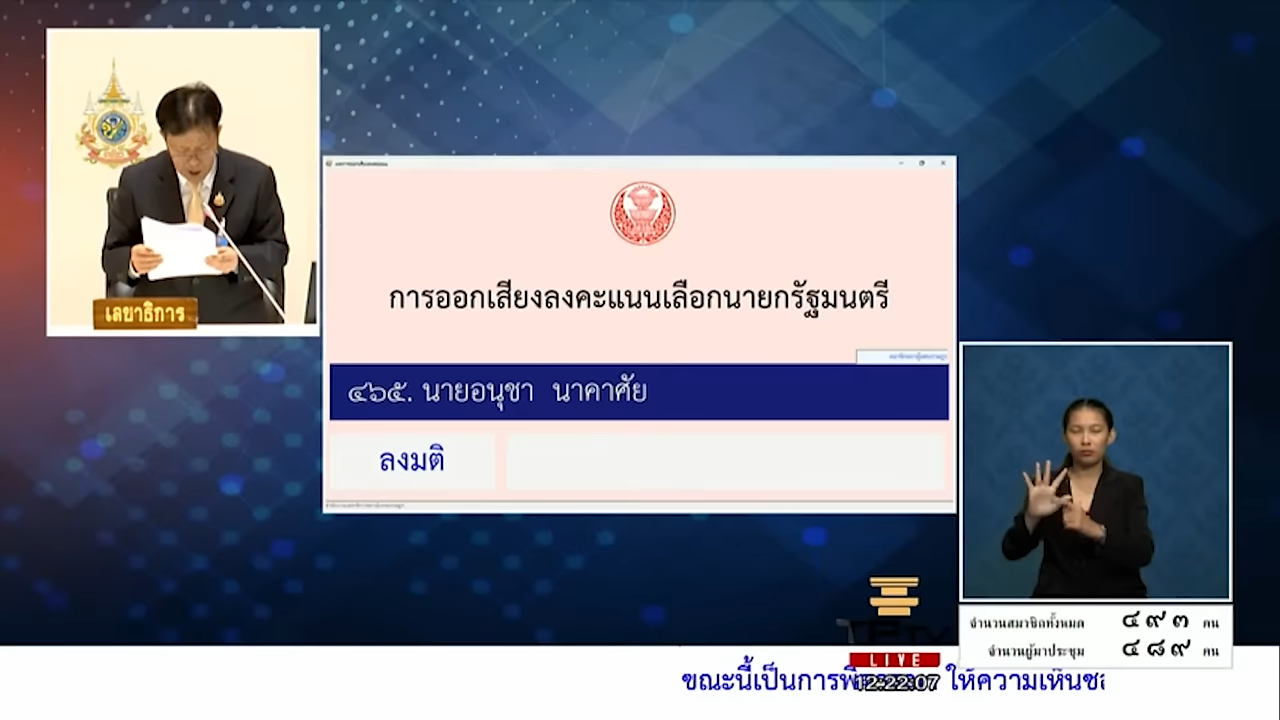 เลขาธิการ
การออกเสียงลงคะแนนเลือกนายกรัฐมนตรี
๔๖๕. นายอนุชา นาคาศัย
ลงมติ
จำนวนสมาชิกทั้งหมด ๔๙๓ คน
จำนวนผู้มาประชุม ๔๘๙ คน
TPTV
LIVE
12:22:07
ขณะนี้เป็นการ ให้ความเห็นชอ